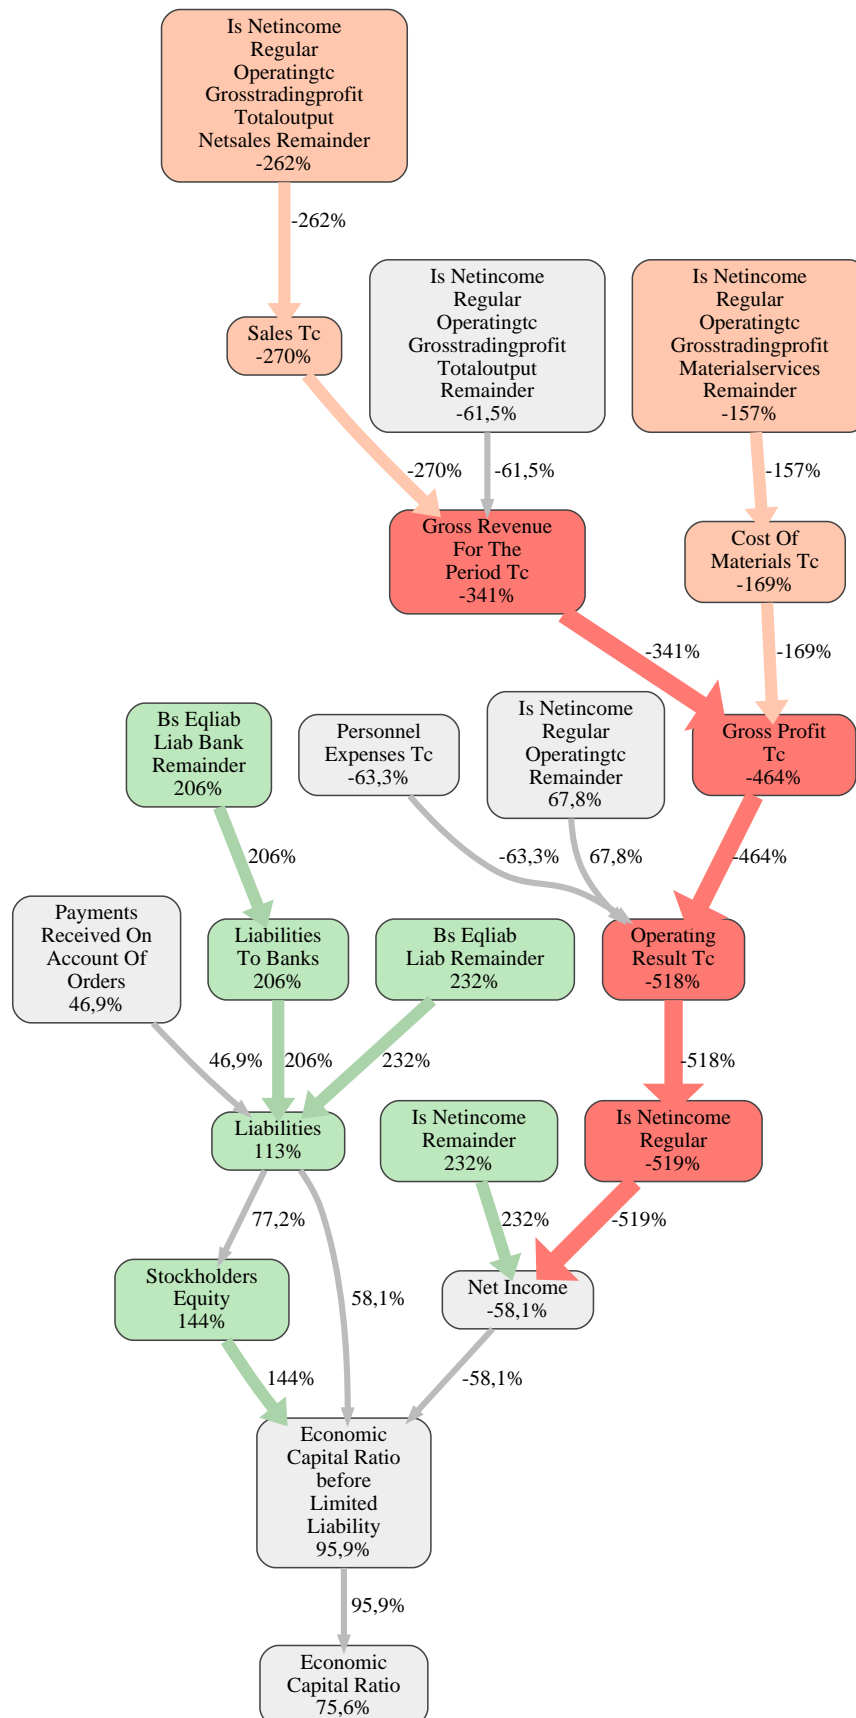 Is Netincome
Regular
Operatingtc
Grosstradingprofit
Totaloutput
Netsales Remainder
-262%
-262%
Sales Tc
-270%
Is Netincome
Regular
Operatingtc
Grosstradingprofit
Totaloutput
Remainder
-61,5%
Is Netincome
Regular
Operatingtc
Grosstradingprofit
Materialservices
Remainder
-157%
-270%
-61,5%
-157%
Gross Revenue
For The
Period Tc
-341%
Cost Of
Materials Tc
-169%
-341%
-169%
Bs Eqliab
Liab Bank
Remainder
206%
Personnel
Expenses Tc
-63,3%
Is Netincome
Regular
Operatingtc
Remainder
67,8%
Gross Profit
Tc
-464%
206%
-63,3%
67,8%
-464%
Payments
Received On
Account Of
Orders
46,9%
Liabilities
To Banks
206%
Bs Eqliab
Liab Remainder
232%
Operating
Result Tc
-518%
46,9%
206%
232%
-518%
Liabilities
113%
Is Netincome
Remainder
232%
Is Netincome
Regular
-519%
77,2%
232%
-519%
Stockholders
Equity
144%
58,1%
Net Income
-58,1%
144%
-58,1%
Economic
Capital Ratio
before
Limited
Liability
95,9%
95,9%
Economic
Capital Ratio
75,6%